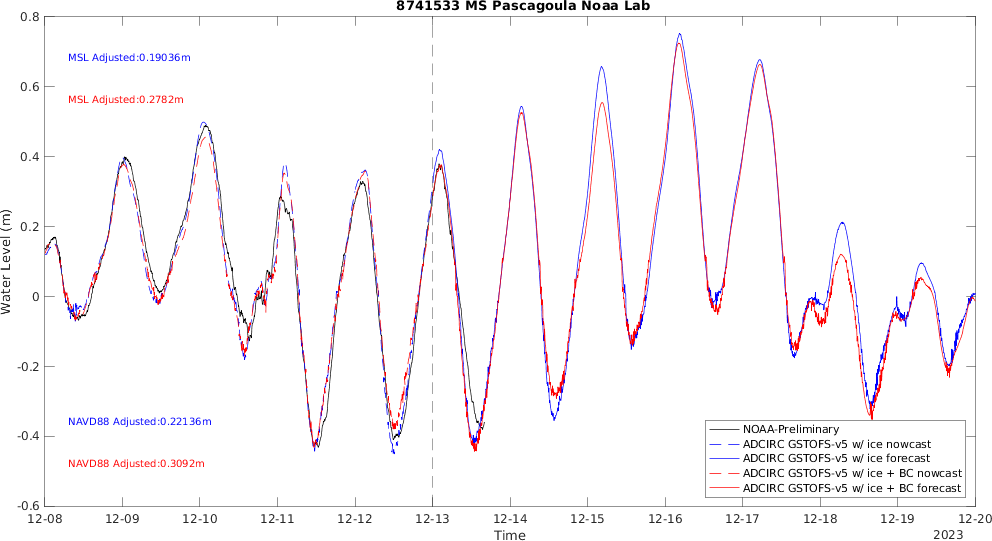 8741533 MS Pascagoula Noaa Lab
0.8
0.6
0.4
0.2
0
-0.2
-0.4
-0.6
Water Level (m)
MSL Adjusted:0.19036m
MSL Adjusted:0.2782m
NAVD88 Adjusted:0.22136m
NAVD88 Adjusted:0.3092m
NOAA-Preliminary
ADCIRC GSTOFS-v5 w/ ice nowcast
ADCIRC GSTOFS-v5 w/ ice forecast
ADCIRC GSTOFS-v5 w/ ice + BC nowcast
ADCIRC GSTOFS-v5 w/ ice + BC forecast
12-08 12-09 12-10 12-11 12-12 12-13 12-14 12-15 12-16 12-17 12-18 12-19 12-20
Time
2023